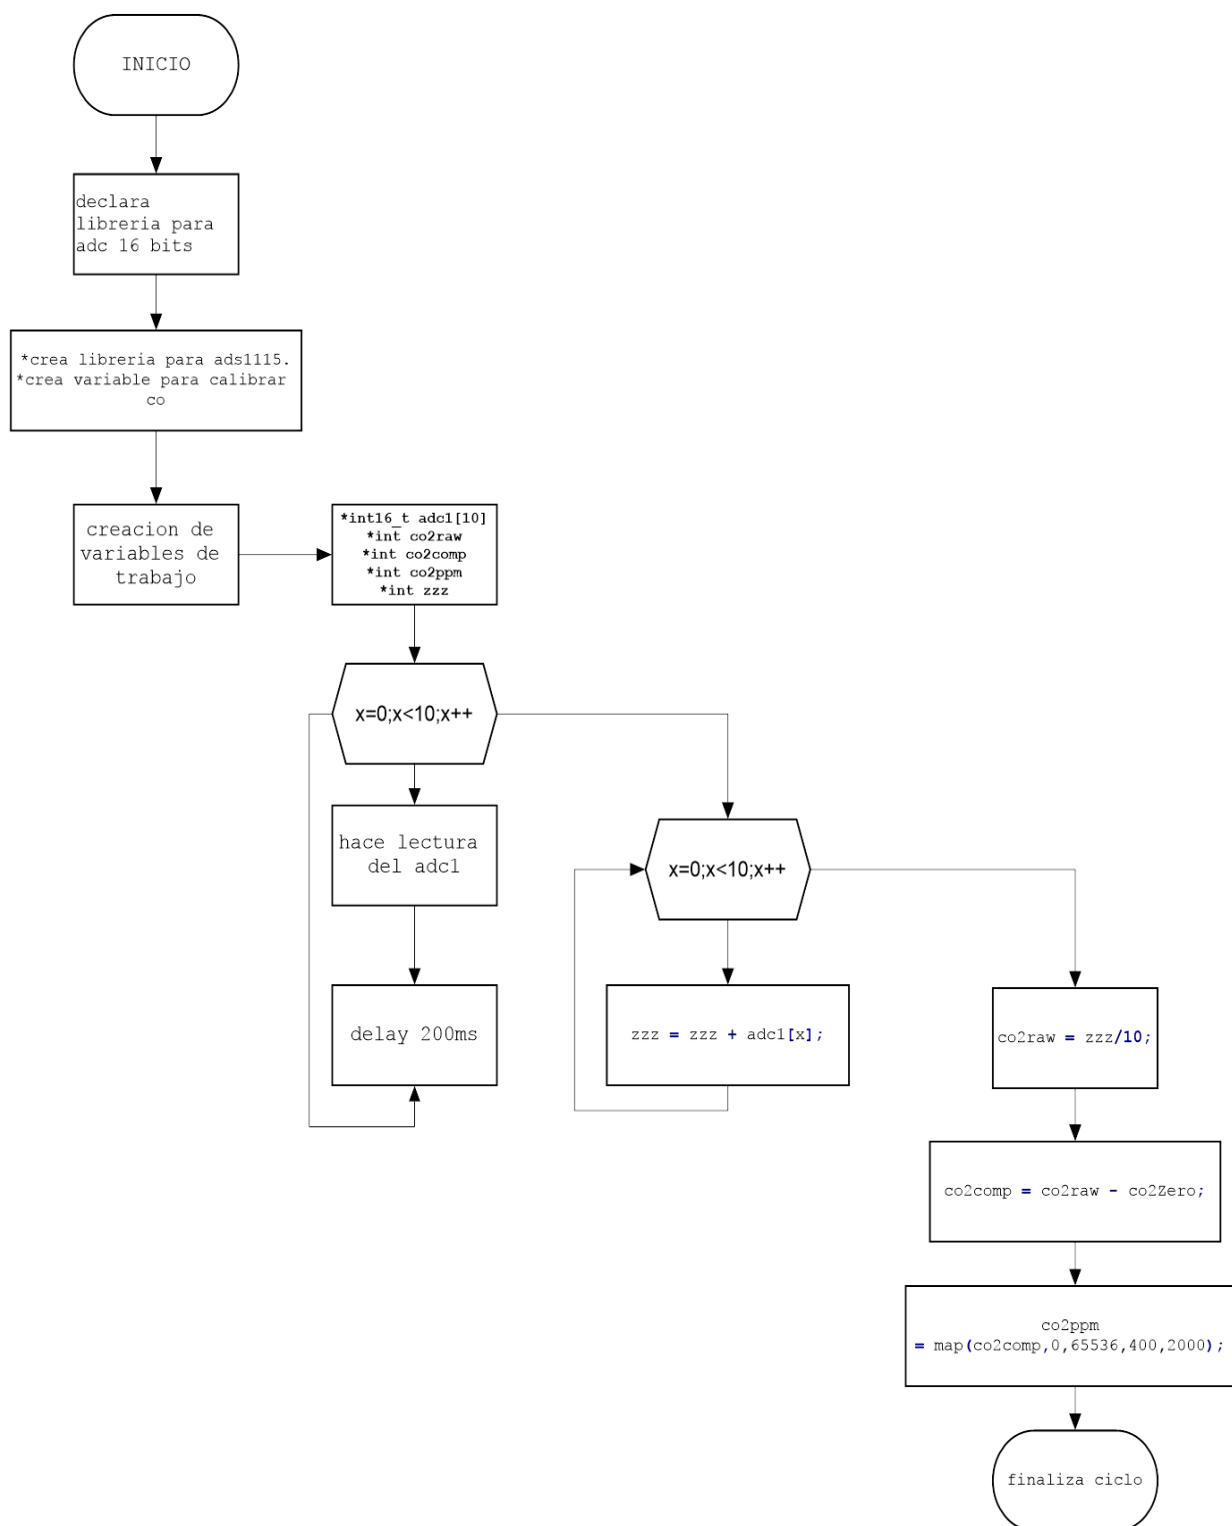 INICIO
declara
libreria para
adc 16 bits
*crea libreria para ads1115.
*crea variable para calibrar
co
creacion de
variables de
trabajo
*int16_t adc1[10]
*int co2raw
*int co2comp
*int co2ppm
*int zzz
x=0;x<10;x++
hace lectura
del adc1
delay 200ms
x=0;x<10;x++
zzz = zzz + adc1[x];
co2raw = zzz/10;
co2comp = co2raw - co2Zero;
co2ppm
= map(co2comp,0,65536,400,2000);
finaliza ciclo